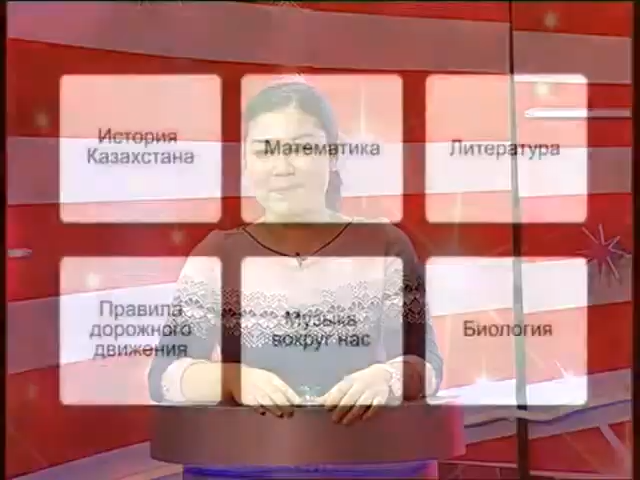 История
Казахстана
Математика
Литература
Правила
дорожного
движения
Музыка
вокруг нас
Биология